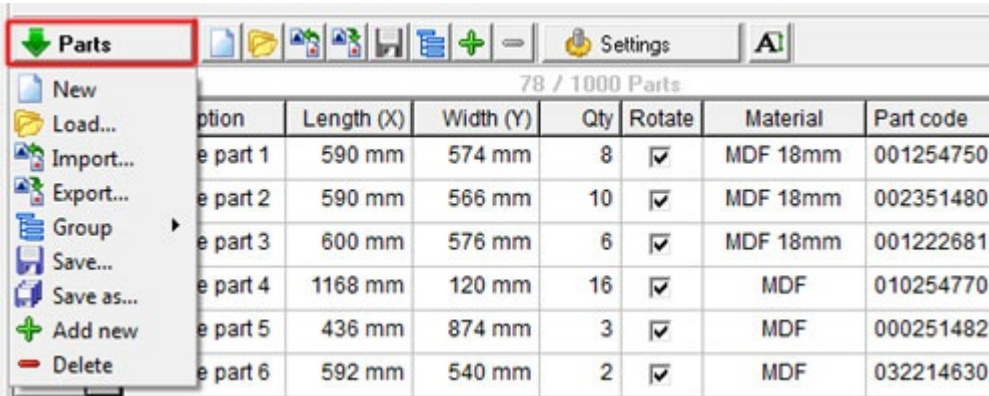 Parts Settings A
78 / 1000 Parts
New
Load...
Import...
Export...
Group
Save...
Save as...
Add new
Delete
ption Length (X) Width (Y) Qty Rotate Material Part code
e part 1 590 mm 574 mm 8 MDF 18mm 001254750
e part 2 590 mm 566 mm 10 MDF 18mm 002351480
e part 3 600 mm 576 mm 6 MDF 18mm 001222681
e part 4 1168 mm 120 mm 16 MDF 010254770
e part 5 436 mm 874 mm 3 MDF 000251482
e part 6 592 mm 540 mm 2 MDF 032214630